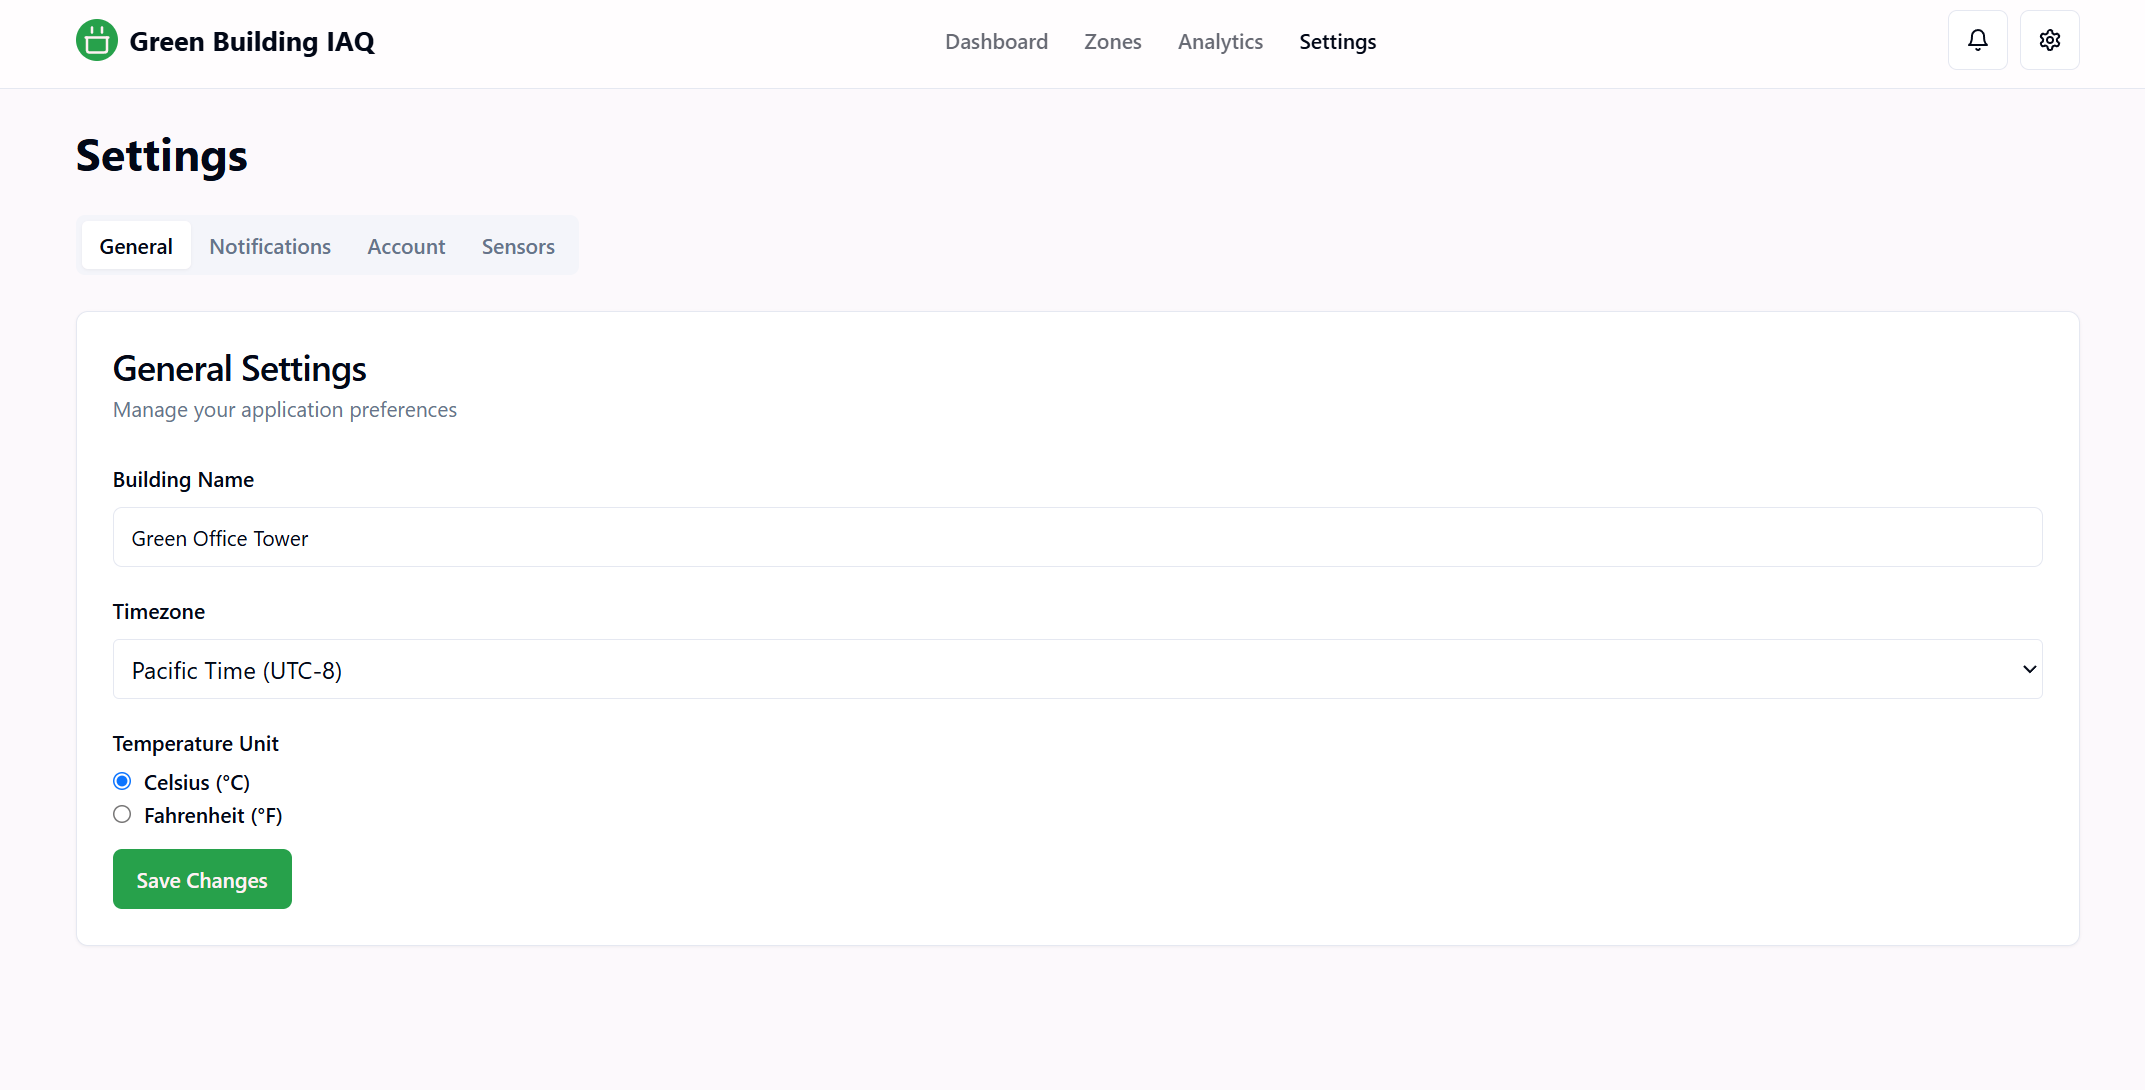 Green Building IAQ
Dashboard Zones Analytics Settings
Settings
General Notifications Account Sensors
General Settings
Manage your application preferences
Building Name
Green Office Tower
Timezone
Pacific Time (UTC-8)
Temperature Unit
Celsius (°C)
Fahrenheit (°F)
Save Changes